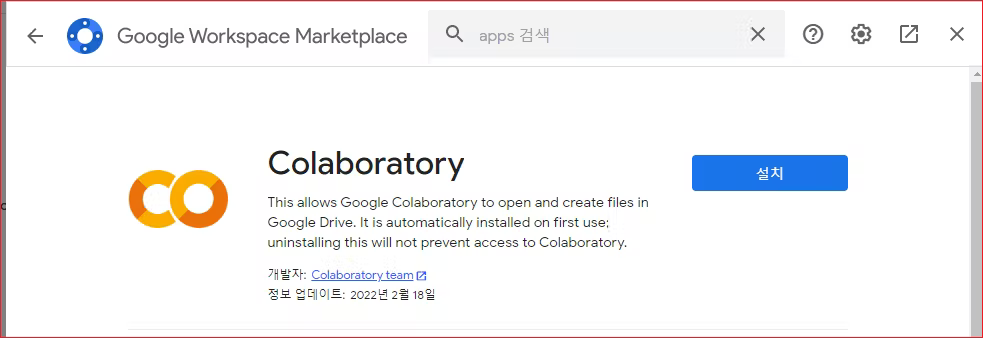 Google Workspace Marketplace
apps 검색
Colaboratory
설치
This allows Google Colaboratory to open and create files in
Google Drive. It is automatically installed on first use;
uninstalling this will not prevent access to Colaboratory.
개발자: Colaboratory team
정보 업데이트: 2022년 2월 18일